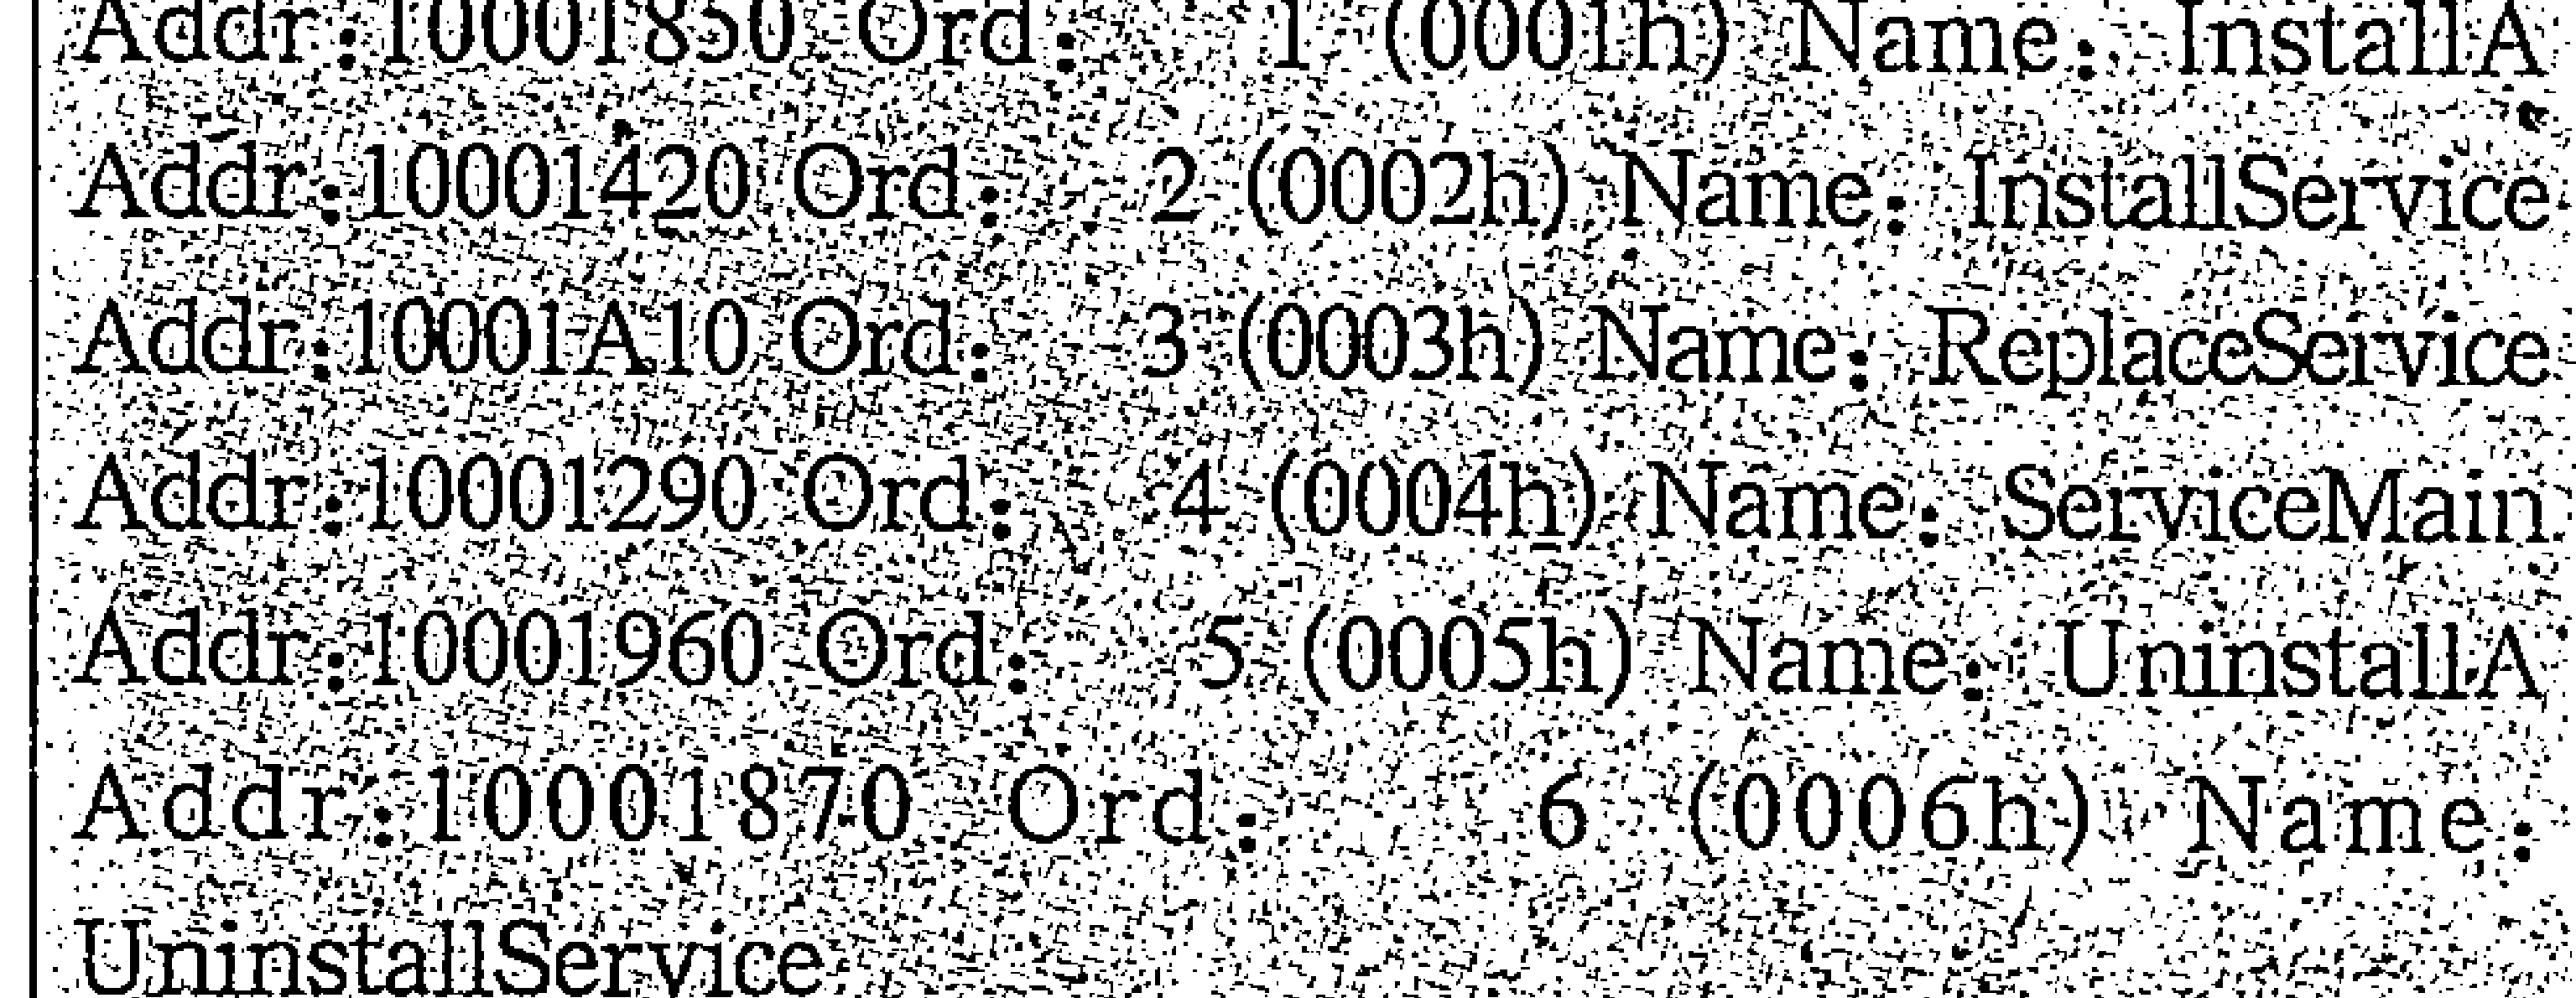 Addr:10001850 Ord: 1 (0001h) Name: InstallA
Addr:10001420 Ord: 2 (0002h) Name: InstallService
Addr:10001A10 Ord: 3 (0003h) Name: ReplaceService
Addr:10001290 Ord: 4 (0004h) Name: ServiceMain
Addr:10001960 Ord: 5 (0005h) Name: UninstallA
Addr:10001870 Ord: 6 (0006h) Name:
UninstallService